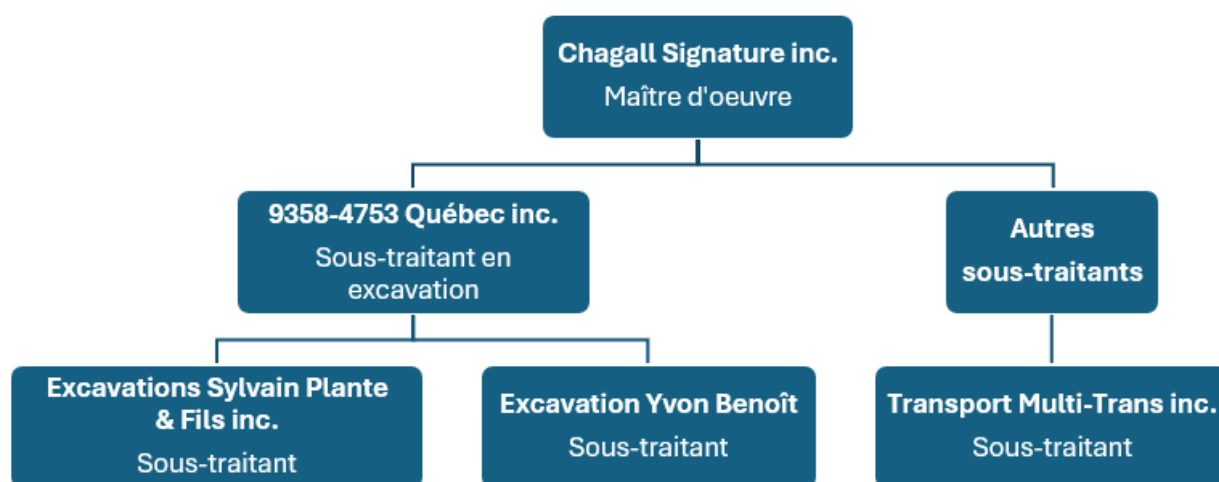 Chagall Signature inc.
Maître d'oeuvre
9358-4753 Québec inc.
Sous-traitant en
excavation
Autres
sous-traitants
Excavations Sylvain Plante
& Fils inc.
Sous-traitant
Excavation Yvon Benoît
Sous-traitant
Transport Multi-Trans inc.
Sous-traitant